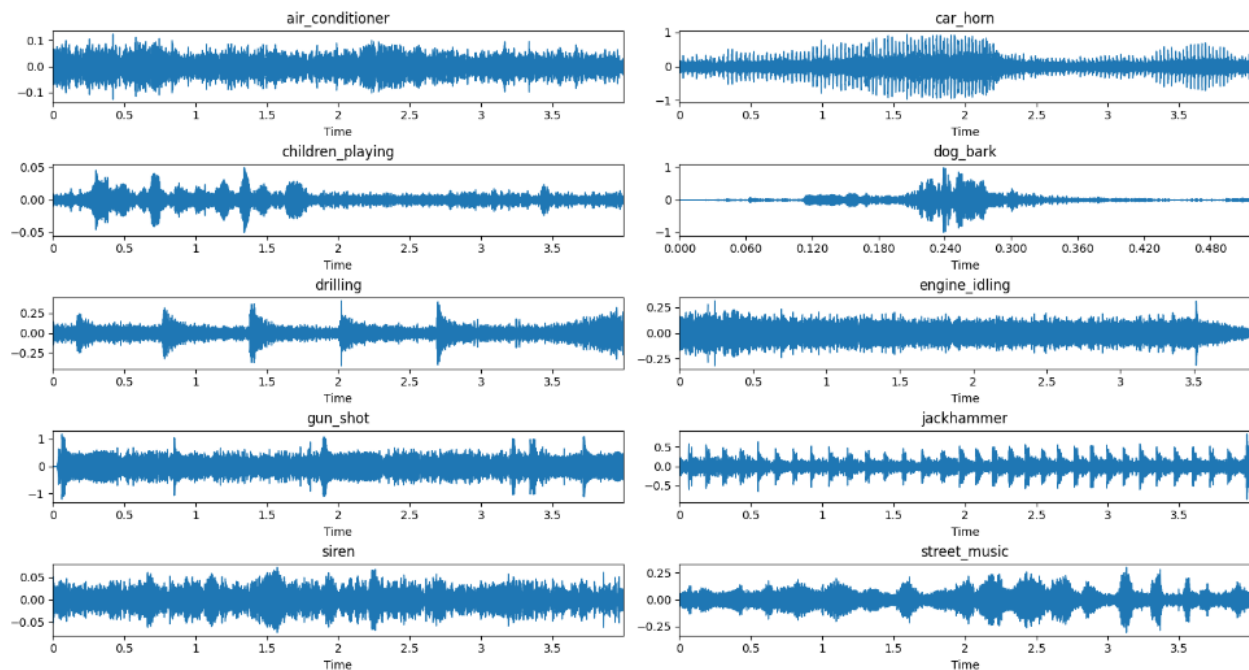 air_conditioner
0.1
0.0
−0.1
0 0.5 1 1.5 2 2.5 3 3.5
Time
car_horn
1
0
−1
0 0.5 1 1.5 2 2.5 3 3.5
Time
children_playing
0.05
0.00
−0.05
0 0.5 1 1.5 2 2.5 3 3.5
Time
dog_bark
1
0
−1
0.000 0.060 0.120 0.180 0.240 0.300 0.360 0.420 0.480
Time
drilling
0.25
0.00
−0.25
0 0.5 1 1.5 2 2.5 3 3.5
Time
engine_idling
0.25
0.00
−0.25
0 0.5 1 1.5 2 2.5 3 3.5
Time
gun_shot
1
0
−1
0 0.5 1 1.5 2 2.5 3 3.5
Time
jackhammer
0.5
0.0
−0.5
0 0.5 1 1.5 2 2.5 3 3.5
Time
siren
0.05
0.00
−0.05
0 0.5 1 1.5 2 2.5 3 3.5
Time
street_music
0.25
0.00
−0.25
0 0.5 1 1.5 2 2.5 3 3.5
Time